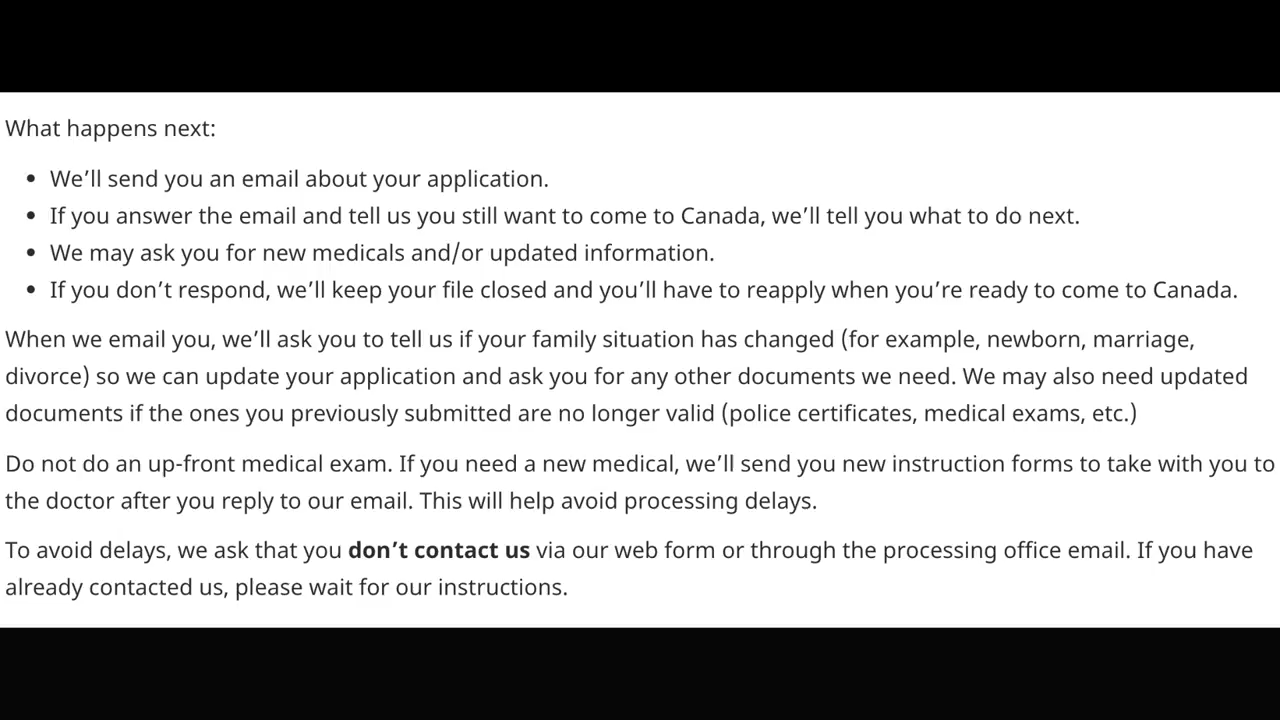 What happens next:
• We’ll send you an email about your application.
• If you answer the email and tell us you still want to come to Canada, we’ll tell you what to do next.
• We may ask you for new medicals and/or updated information.
• If you don’t respond, we’ll keep your file closed and you’ll have to reapply when you’re ready to come to Canada.
When we email you, we’ll ask you to tell us if your family situation has changed (for example, newborn, marriage,
divorce) so we can update your application and ask you for any other documents we need. We may also need updated
documents if the ones you previously submitted are no longer valid (police certificates, medical exams, etc.)
Do not do an up-front medical exam. If you need a new medical, we’ll send you new instruction forms to take with you to
the doctor after you reply to our email. This will help avoid processing delays.
To avoid delays, we ask that you don’t contact us via our web form or through the processing office email. If you have
already contacted us, please wait for our instructions.